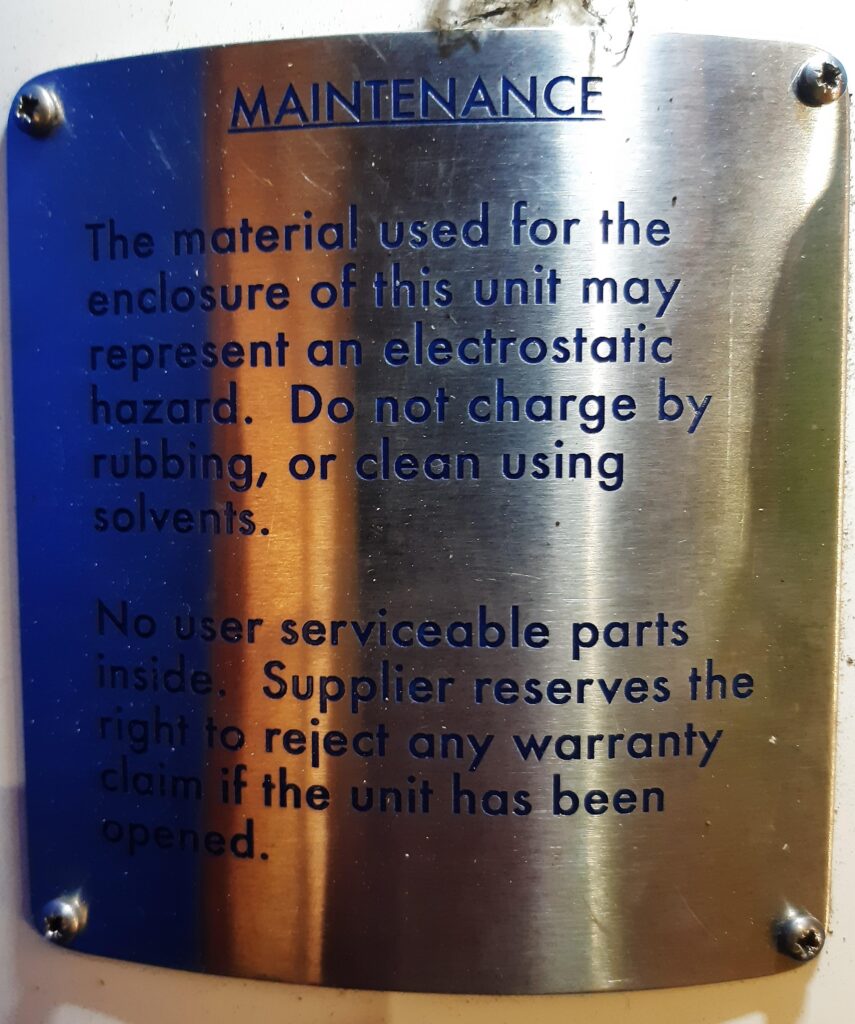 MAINTENANCE
The material used for the
enclosure of this unit may
represent an electrostatic
hazard. Do not charge by
rubbing, or clean using
solvents.
No user serviceable parts
inside. Supplier reserves the
right to reject any warranty
claim if the unit has been
opened.